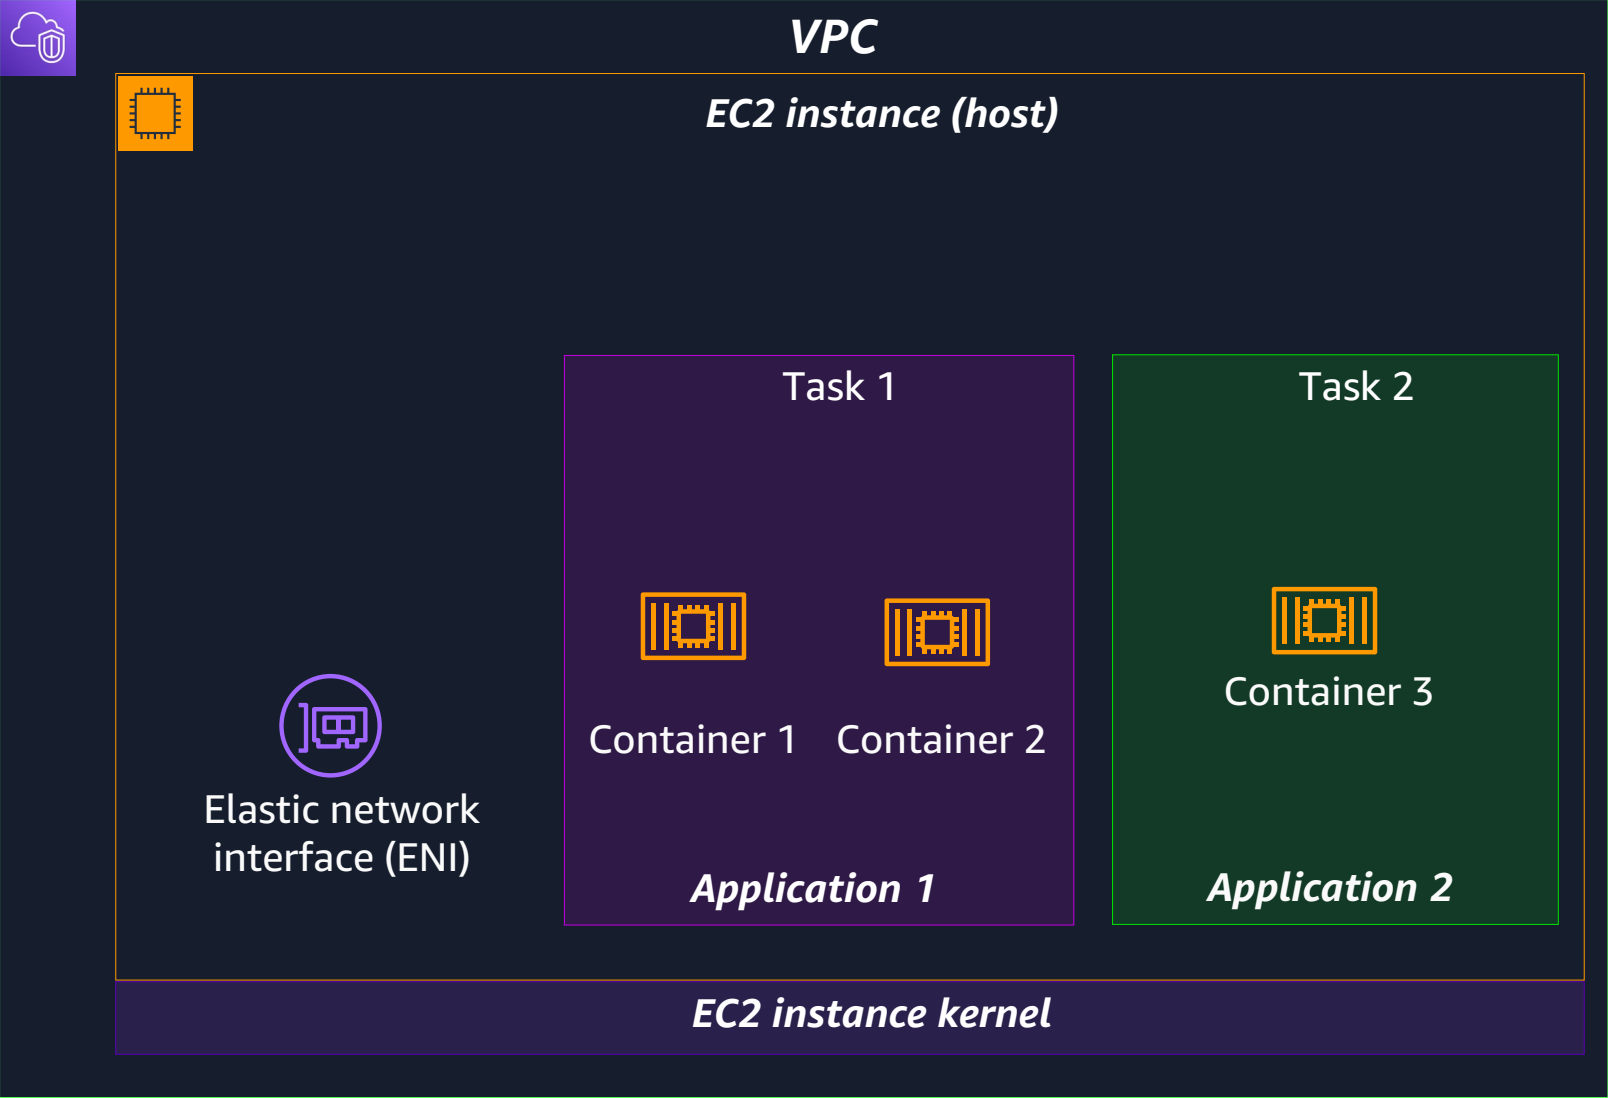 VPC
EC2 instance (host)
Task 1
Task 2
Container 1
Container 2
Container 3
Elastic network
interface (ENI)
Application 1
Application 2
EC2 instance kernel